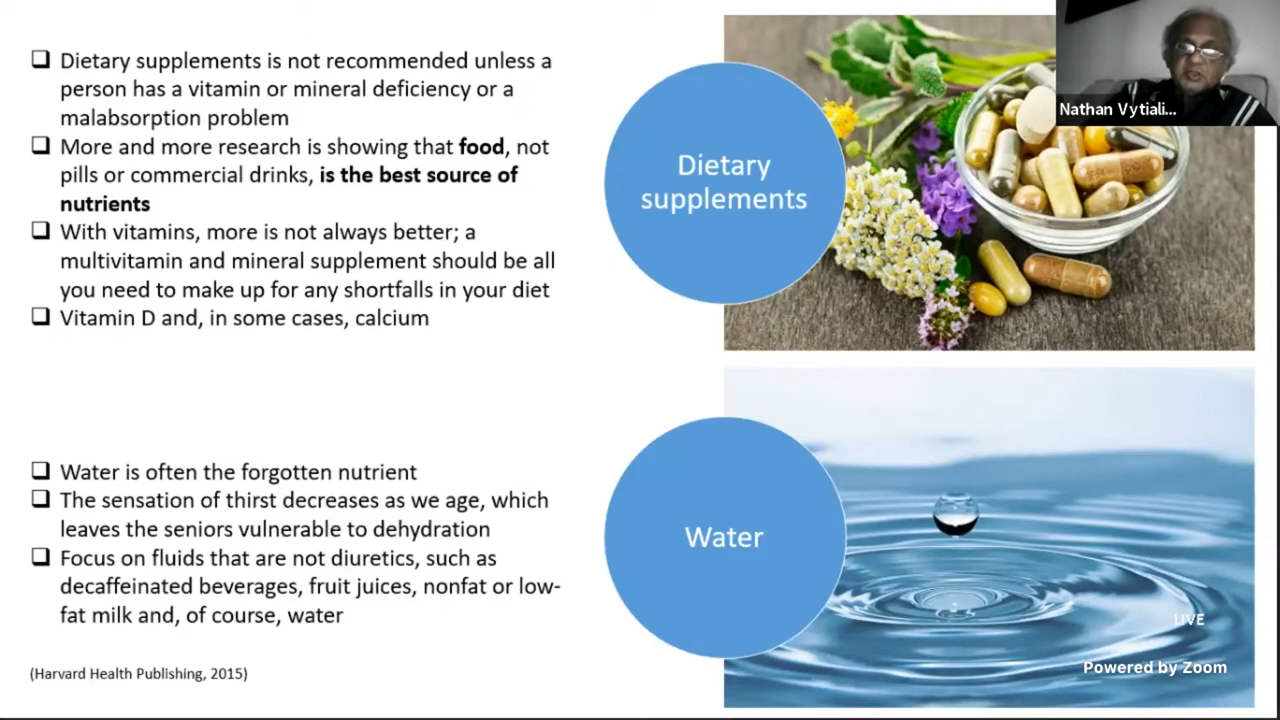 ❑ Dietary supplements is not recommended unless a
person has a vitamin or mineral deficiency or a
malabsorption problem
❑ More and more research is showing that food, not
pills or commercial drinks, is the best source of
nutrients
❑ With vitamins, more is not always better; a
multivitamin and mineral supplement should be all
you need to make up for any shortfalls in your diet
❑ Vitamin D and, in some cases, calcium
Dietary
supplements
Nathan Vytiali...
❑ Water is often the forgotten nutrient
❑ The sensation of thirst decreases as we age, which
leaves the seniors vulnerable to dehydration
❑ Focus on fluids that are not diuretics, such as
decaffeinated beverages, fruit juices, nonfat or low-
fat milk and, of course, water
Water
(Harvard Health Publishing, 2015)
LIVE
Powered by Zoom